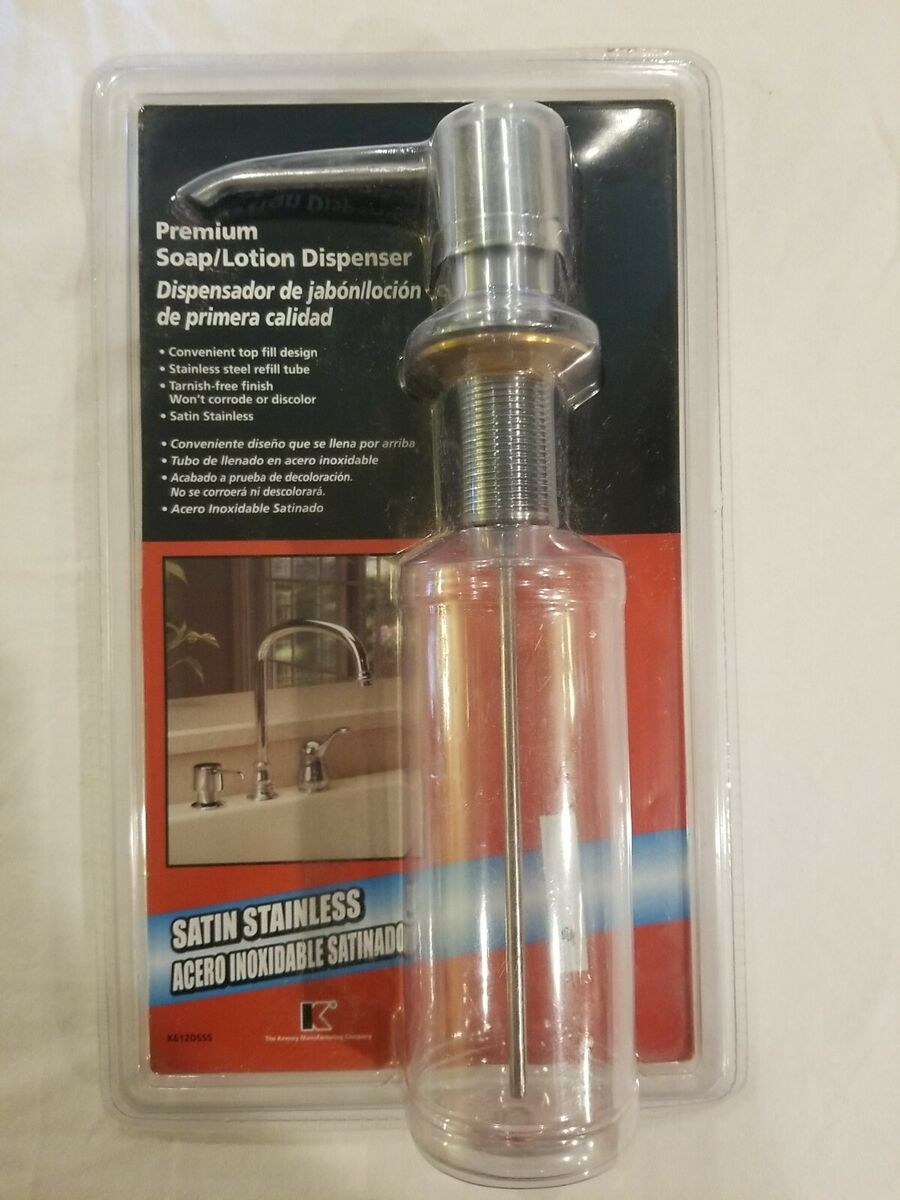 Premium
Soap/Lotion Dispenser
Dispensador de jabón/loción
de primera calidad
• Convenient top fill design
• Stainless steel refill tube
• Tarnish-free finish
Won't corrode or discolor
• Satin Stainless
• Conveniente diseño que se llena por arriba
• Tubo de llenado en acero inoxidable
• Acabado a prueba de decoloración.
No se corroerá ni descolorará.
• Acero Inoxidable Satinado
SATIN STAINLESS
ACERO INOXIDABLE SATINADO
K
K612DSSS
The Keeney Manufacturing Company